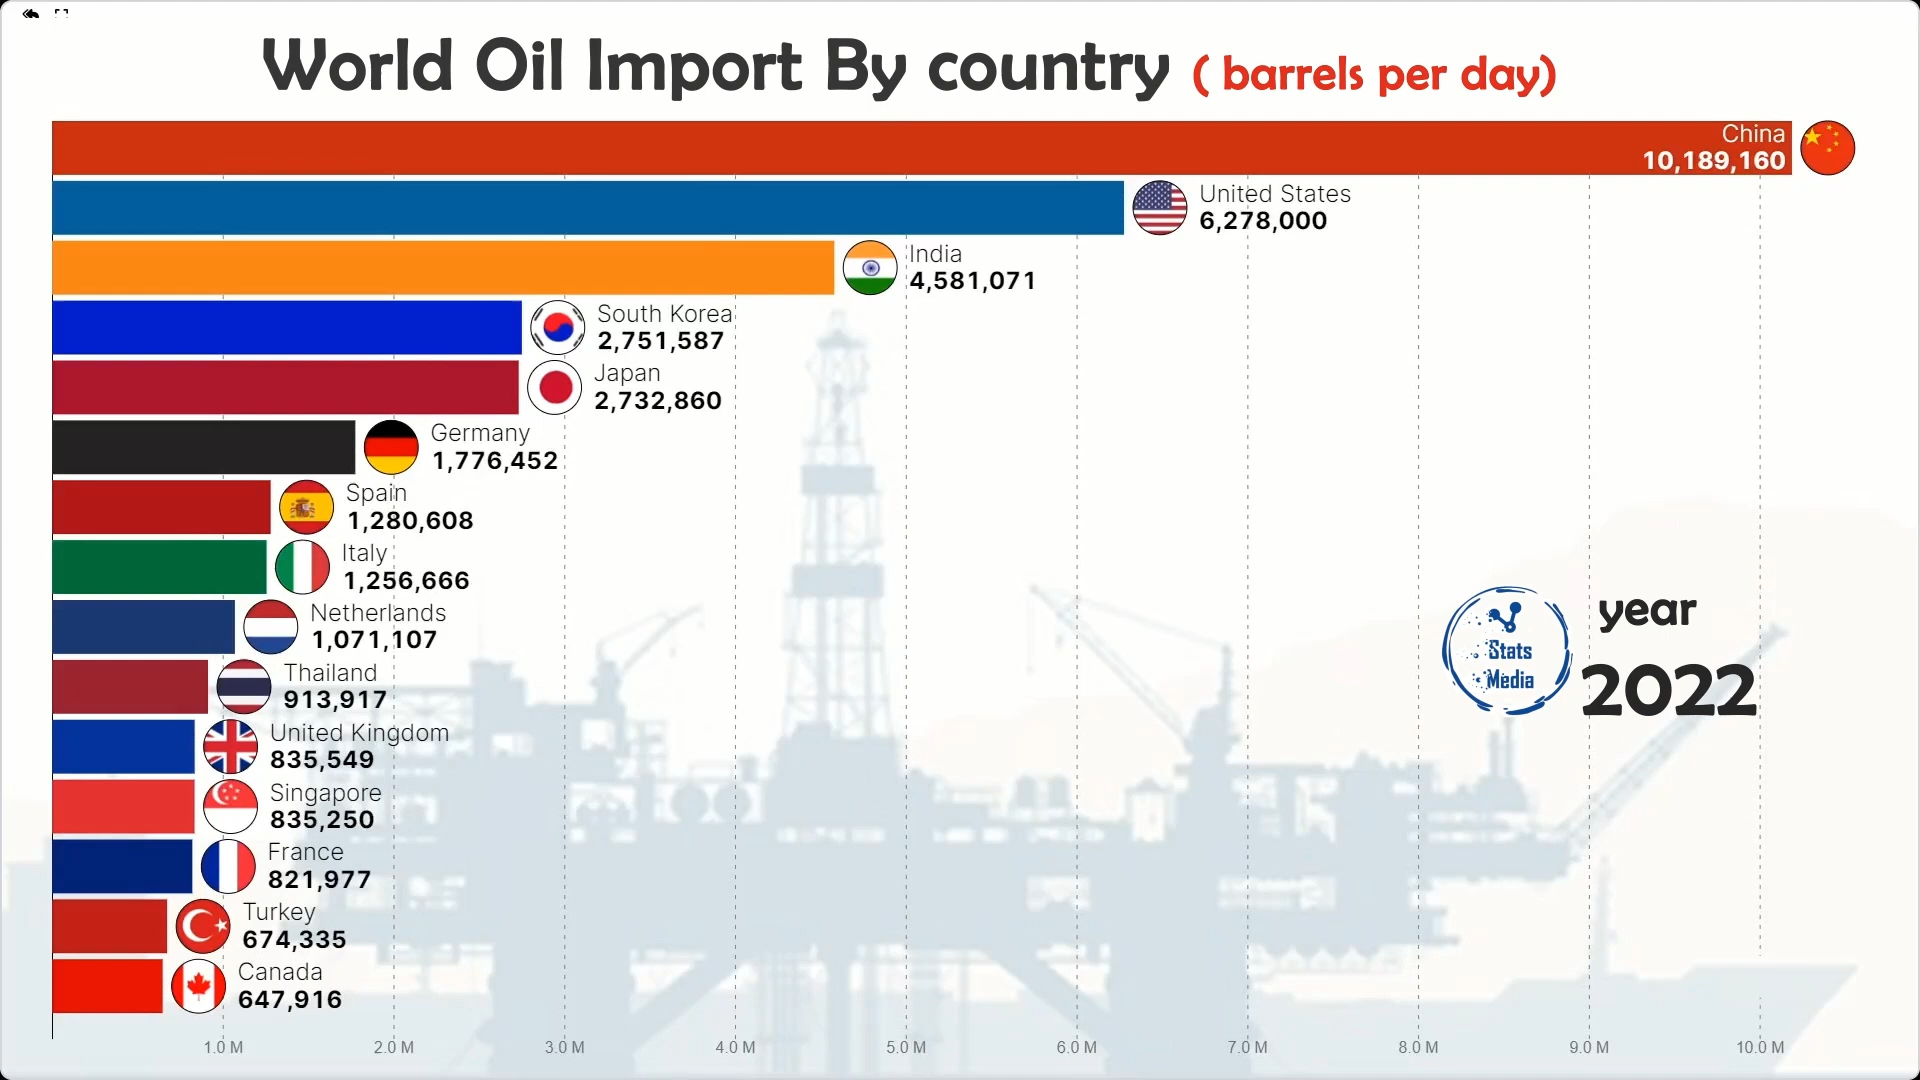 World Oil Import By country ( barrels per day)
China
10,189,160
United States
6,278,000
India
4,581,071
South Korea
2,751,587
Japan
2,732,860
Germany
1,776,452
Spain
1,280,608
Italy
1,256,666
Netherlands
1,071,107
Thailand
913,917
United Kingdom
835,549
Singapore
835,250
France
821,977
Turkey
674,335
Canada
647,916
Stats
Media
year
2022
1.0 M 2.0 M 3.0 M 4.0 M 5.0 M 6.0 M 7.0 M 8.0 M 9.0 M 10.0 M